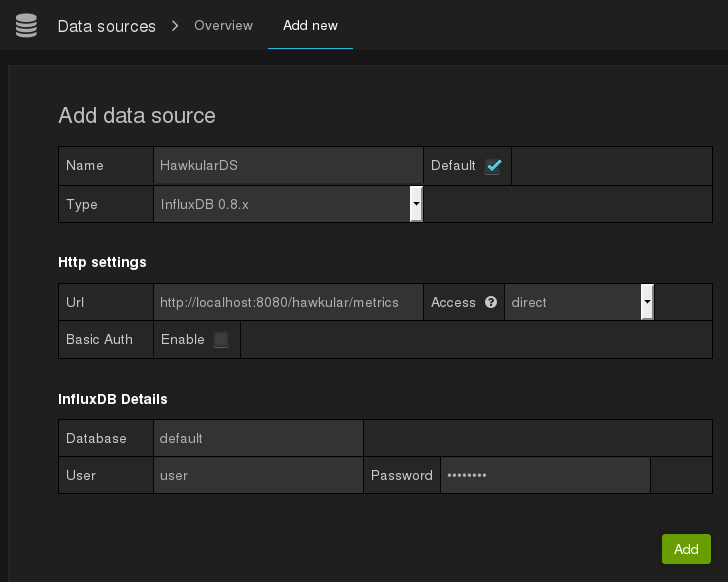 Data sources > Overview Add new
Add data source
Name HawkularDS Default
Type InfluxDB 0.8.x
Http settings
Url http://localhost:8080/hawkular/metrics Access ? direct
Basic Auth Enable
InfluxDB Details
Database default
User user Password ••••••••
Add